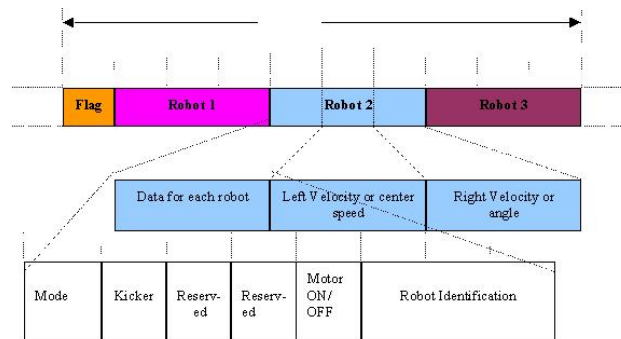 Flag Robot 1 Robot 2 Robot 3
Data for each robot
Left Velocity or center
speed
Right Velocity or
angle
Mode
Kicker
Reserv-
ed
Reserv-
ed
Motor
ON/
OFF
Robot Identification